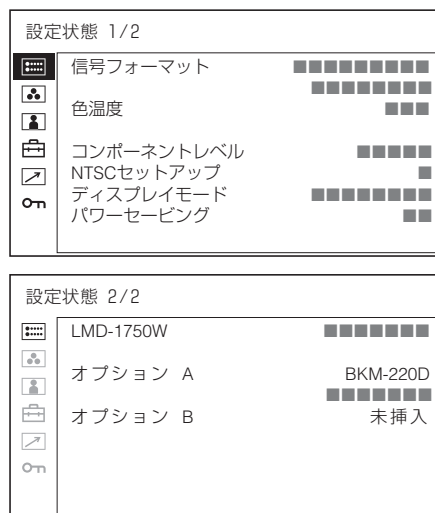 設定状態 1/2
信号フォーマット ■■■■■■■■■
■■■■■■■■
色温度 ■■■
コンポーネントレベル ■■■■■
NTSCセットアップ ■
ディスプレイモード ■■■■■■■■
パワーセービング ■■
設定状態 2/2
LMD-1750W ■■■■■■■
オプション A BKM-220D
■■■■■■■
オプション B 未挿入